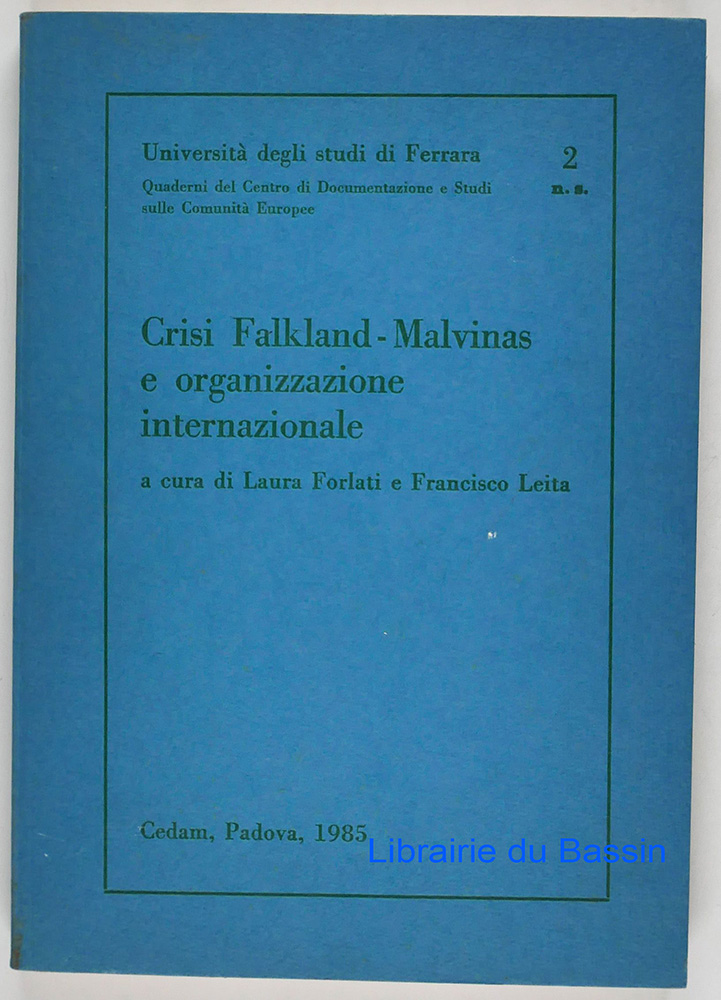 Università degli studi di Ferrara
2
Quaderni del Centro di Documentazione e Studi
n. s.
sulle Comunità Europee
Crisi Falkland - Malvinas
e organizzazione
internazionale
a cura di Laura Forlati e Francisco Leita
Cedam, Padova, 1985
Librairie du Bassin